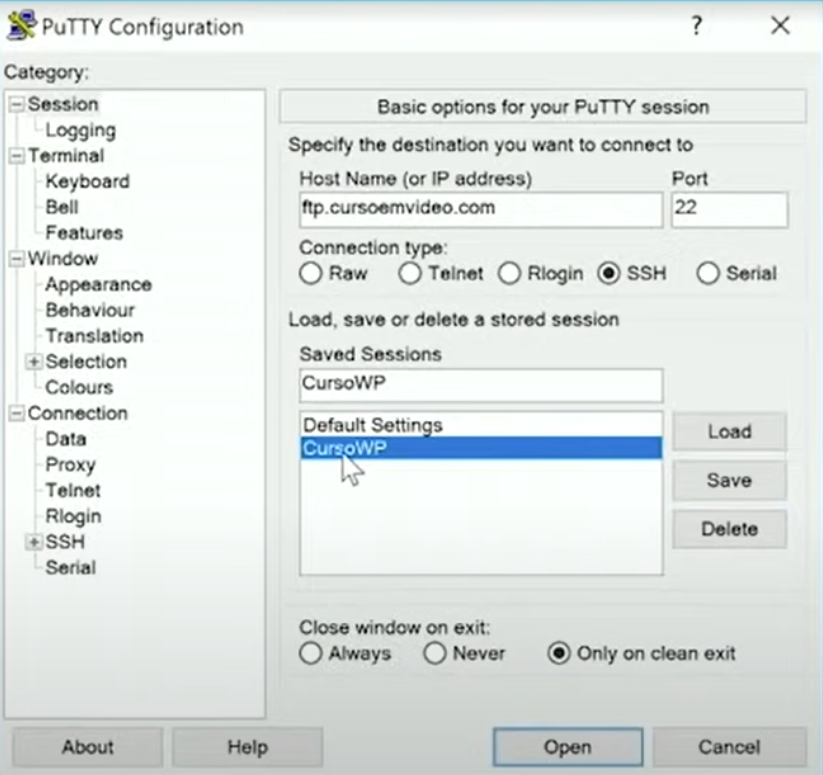 PuTTY Configuration
?
Category:
Session
Logging
Terminal
Keyboard
Bell
Features
Window
Appearance
Behaviour
Translation
Selection
Colours
Connection
Data
Proxy
Telnet
Rlogin
SSH
Serial
Basic options for your PuTTY session
Specify the destination you want to connect to
Host Name (or IP address) Port
ftp.cursoemvideo.com 22
Connection type:
Raw Telnet Rlogin SSH Serial
Load, save or delete a stored session
Saved Sessions
CursoWP
Default Settings
CursoWP
Load
Save
Delete
Close window on exit:
Always Never Only on clean exit
About Help Open Cancel